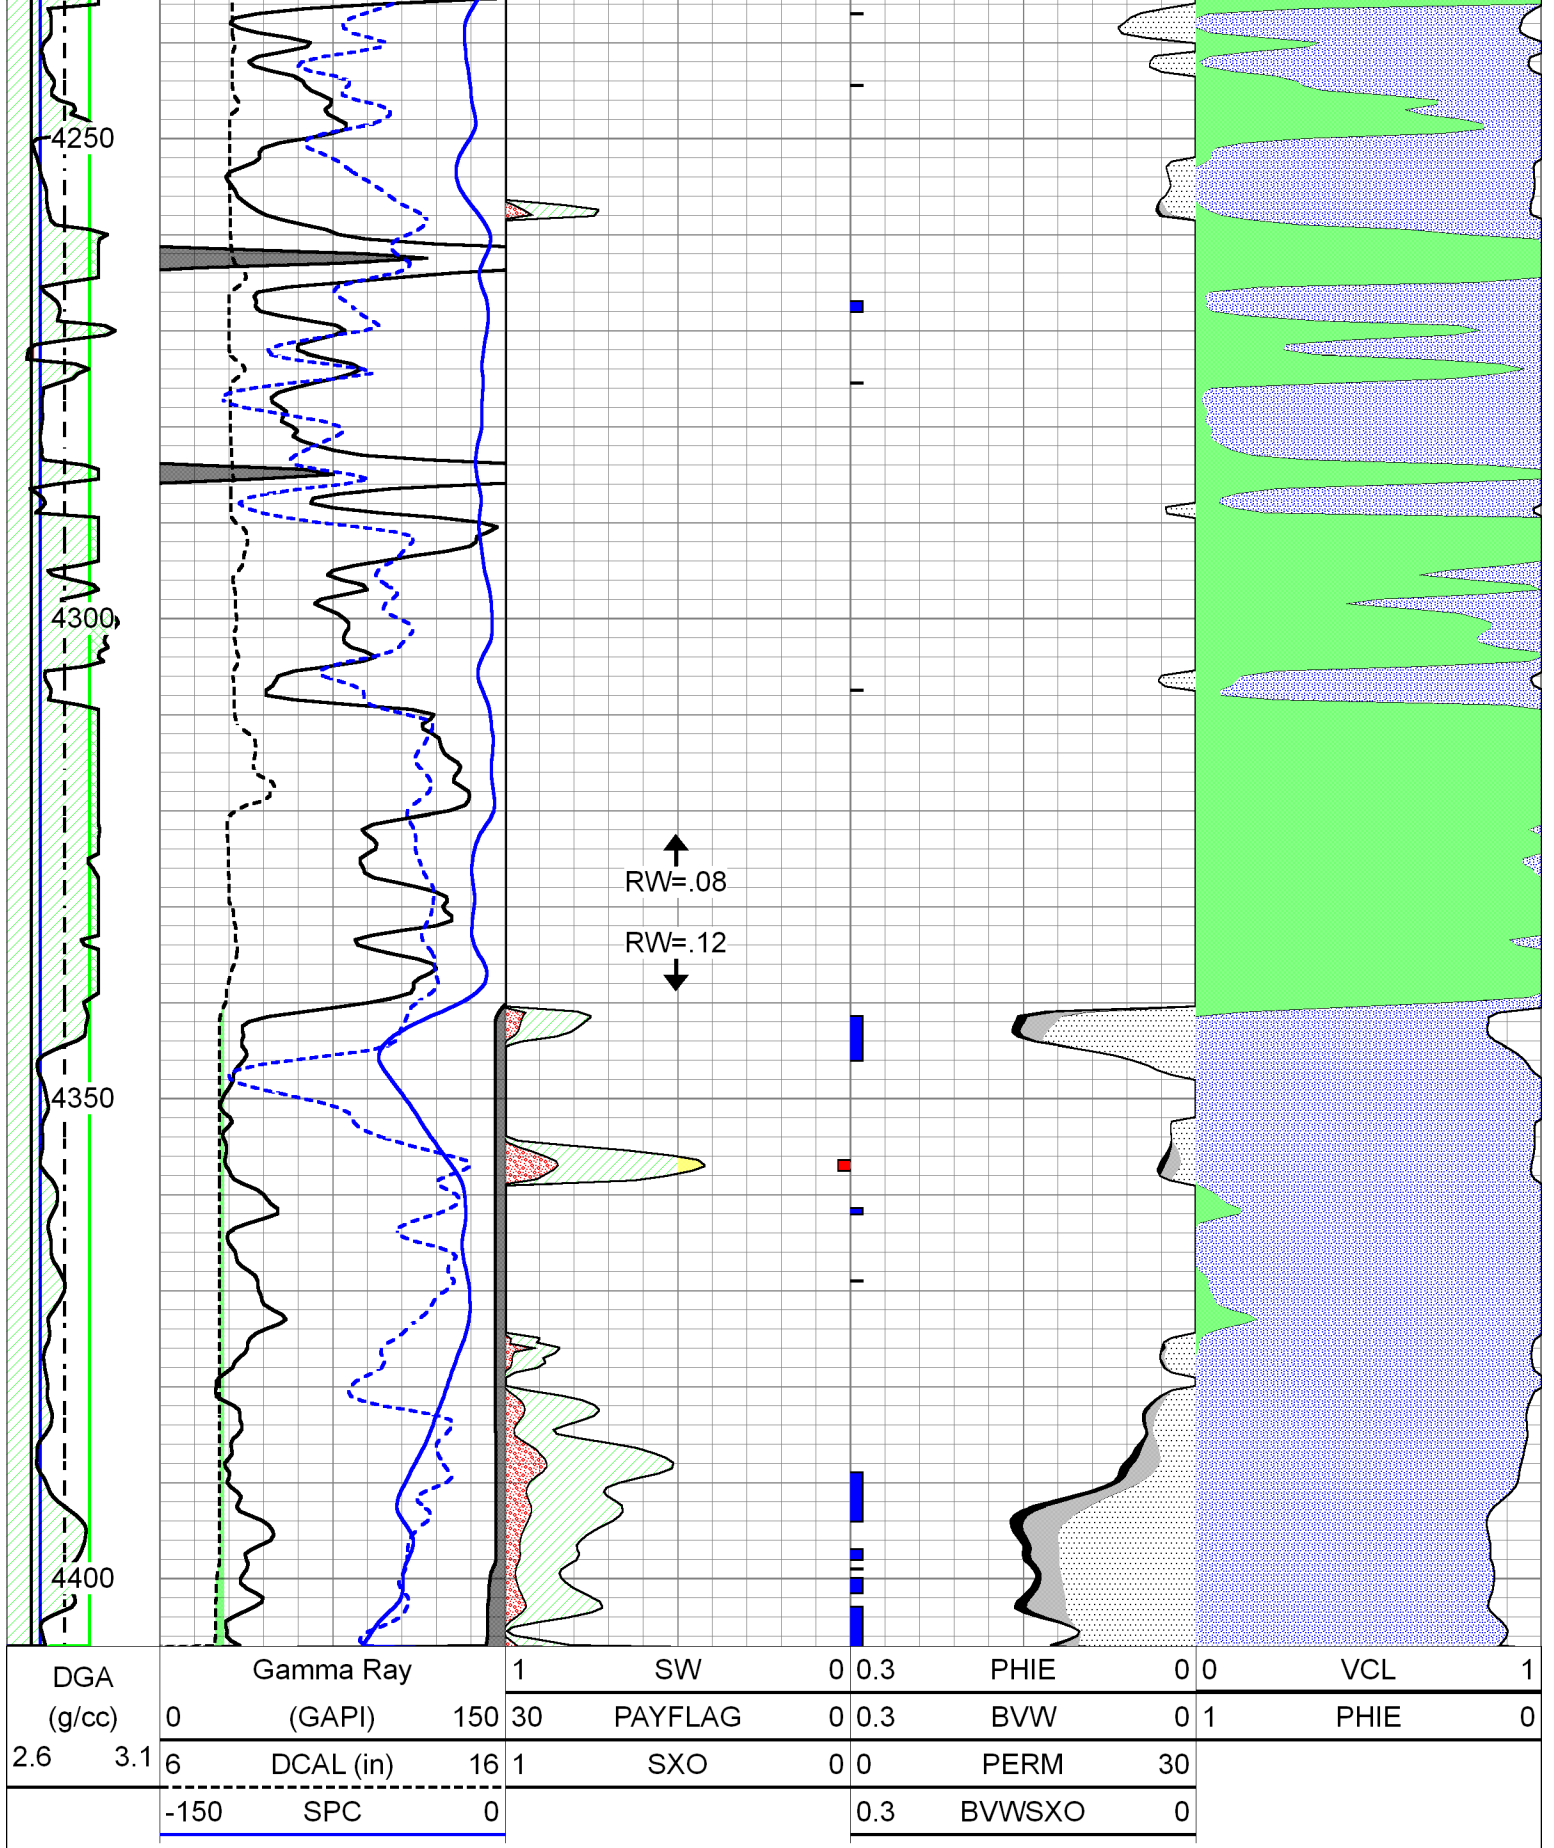 4250
4300
RW=.08
RW=.12
4350
4400
DGA
(g/cc)
2.6 3.1
Gamma Ray
0 (GAPI) 150
6 DCAL (in) 16
-150 SPC 0
1 SW 0
30 PAYFLAG 0
1 SXO 0
0.3 PHIE 0
0.3 BVW 0
0 PERM 30
0.3 BVWSXO 0
0 VCL 1
1 PHIE 0